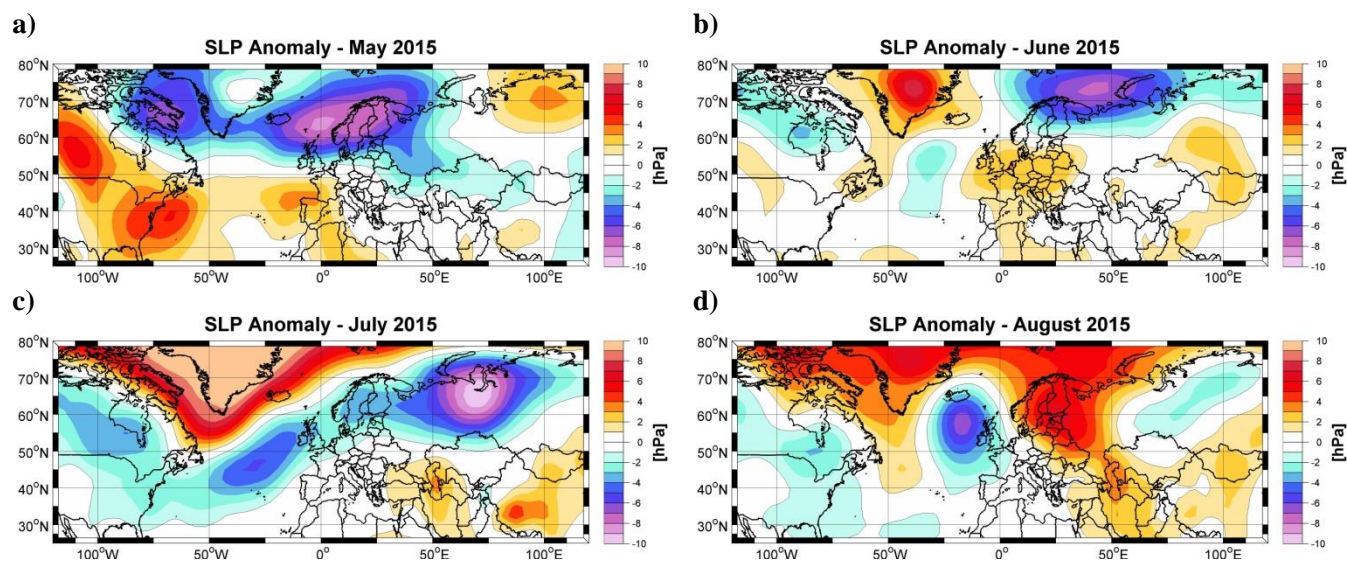 a)
SLP Anomaly - May 2015
80°N
70°N
60°N
50°N
40°N
30°N
100°W
50°W
0°
50°E
100°E
10
8
6
4
2
0
-2
-4
-6
-8
-10
[hPa]
b)
SLP Anomaly - June 2015
80°N
70°N
60°N
50°N
40°N
30°N
100°W
50°W
0°
50°E
100°E
10
8
6
4
2
0
-2
-4
-6
-8
-10
[hPa]
c)
SLP Anomaly - July 2015
80°N
70°N
60°N
50°N
40°N
30°N
100°W
50°W
0°
50°E
100°E
10
8
6
4
2
0
-2
-4
-6
-8
-10
[hPa]
d)
SLP Anomaly - August 2015
80°N
70°N
60°N
50°N
40°N
30°N
100°W
50°W
0°
50°E
100°E
10
8
6
4
2
0
-2
-4
-6
-8
-10
[hPa]